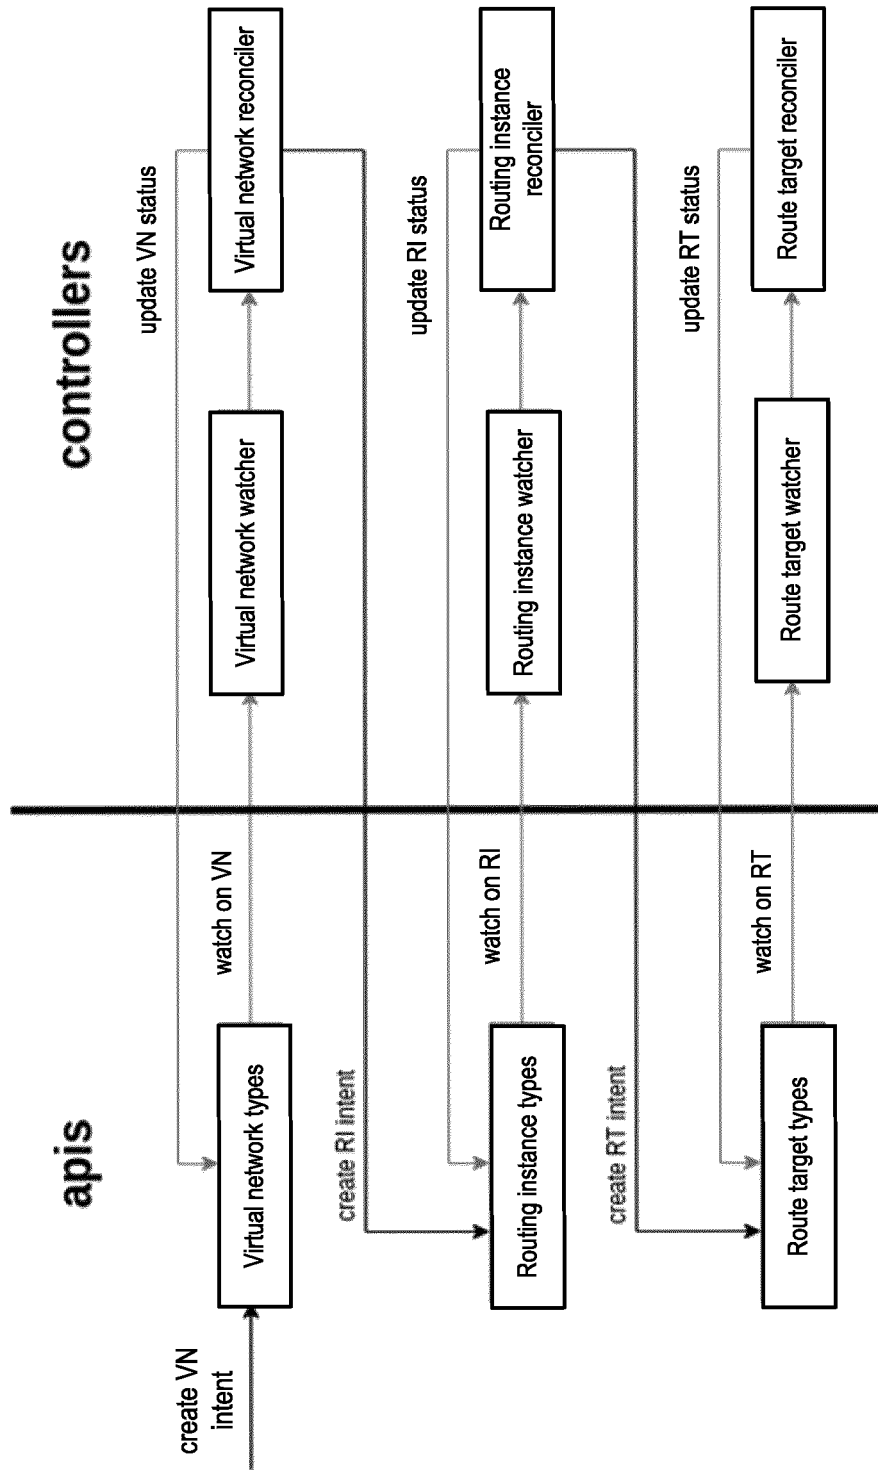 apis
controllers
create VN
intent
Virtual network types
watch on VN
Virtual network watcher
update VN status
Virtual network reconciler
create RI intent
Routing instance types
watch on RI
Routing instance watcher
update RI status
Routing instance
reconciler
create RT intent
Route target types
watch on RT
Route target watcher
update RT status
Route target reconciler